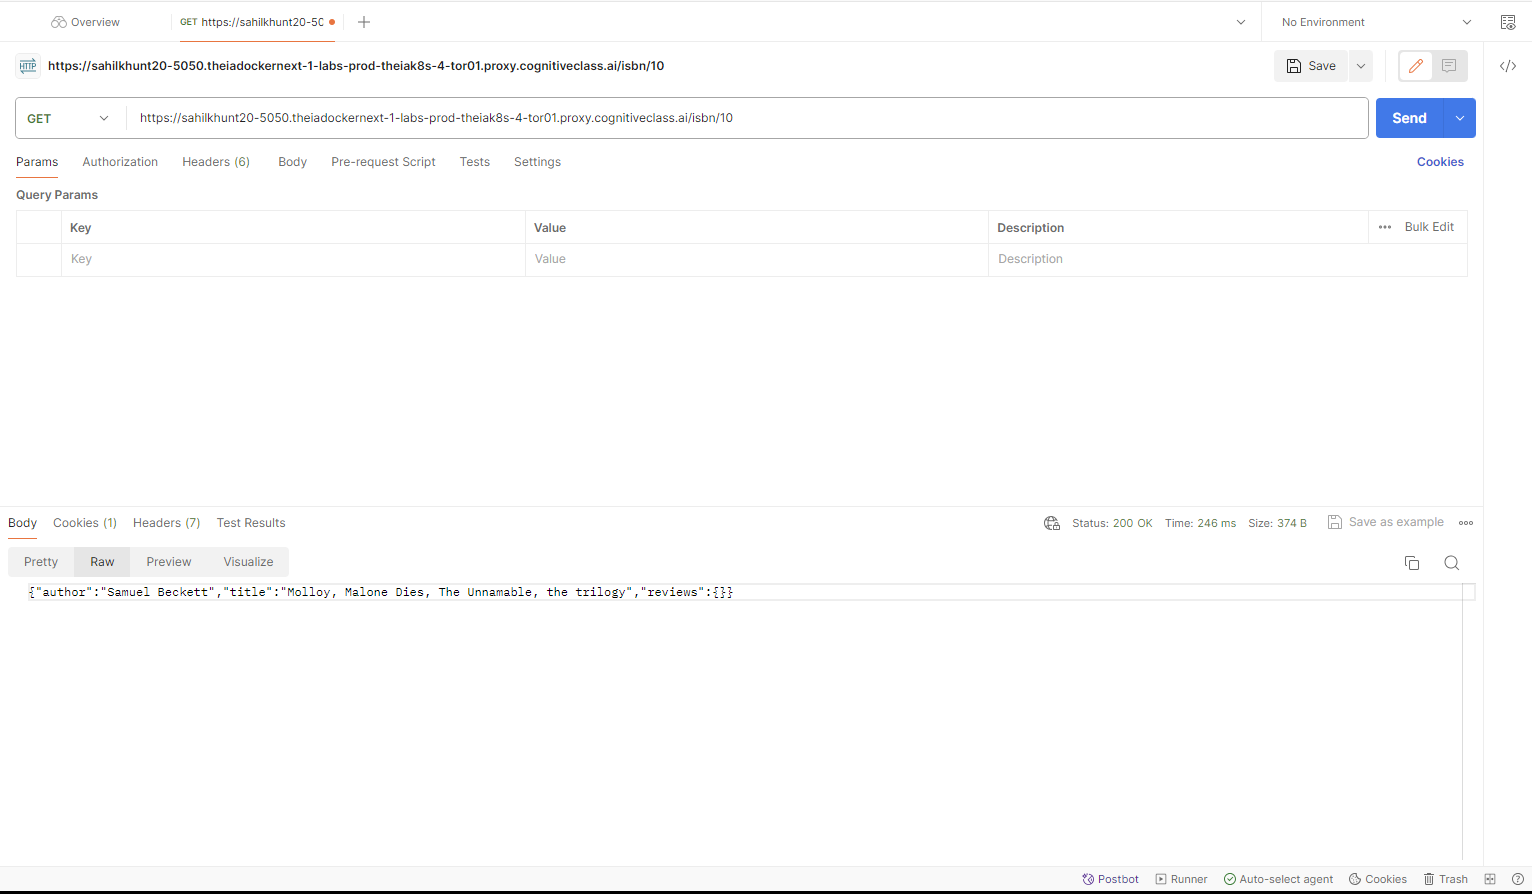 Overview
GET https://sahilkhunt20-50
No Environment
HTTP https://sahilkhunt20-5050.theiadockernext-1-labs-prod-theiak8s-4-tor01.proxy.cognitiveclass.ai/isbn/10
Save
GET https://sahilkhunt20-5050.theiadockernext-1-labs-prod-theiak8s-4-tor01.proxy.cognitiveclass.ai/isbn/10
Send
Params Authorization Headers (6) Body Pre-request Script Tests Settings Cookies
Query Params
Key Value Description ••• Bulk Edit
Key Value Description
Body Cookies (1) Headers (7) Test Results Status: 200 OK Time: 246 ms Size: 374 B Save as example
Pretty Raw Preview Visualize
{"author":"Samuel Beckett","title":"Molloy, Malone Dies, The Unnamable, the trilogy","reviews":{}}
Postbot Runner Auto-select agent Cookies Trash